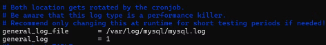 # Both location gets rotated by the cronjob.
# Be aware that this log type is a performance killer.
# Recommend only changing this at runtime for short testing periods if needed!
general_log_file        = /var/log/mysql/mysql.log
general_log             = 1